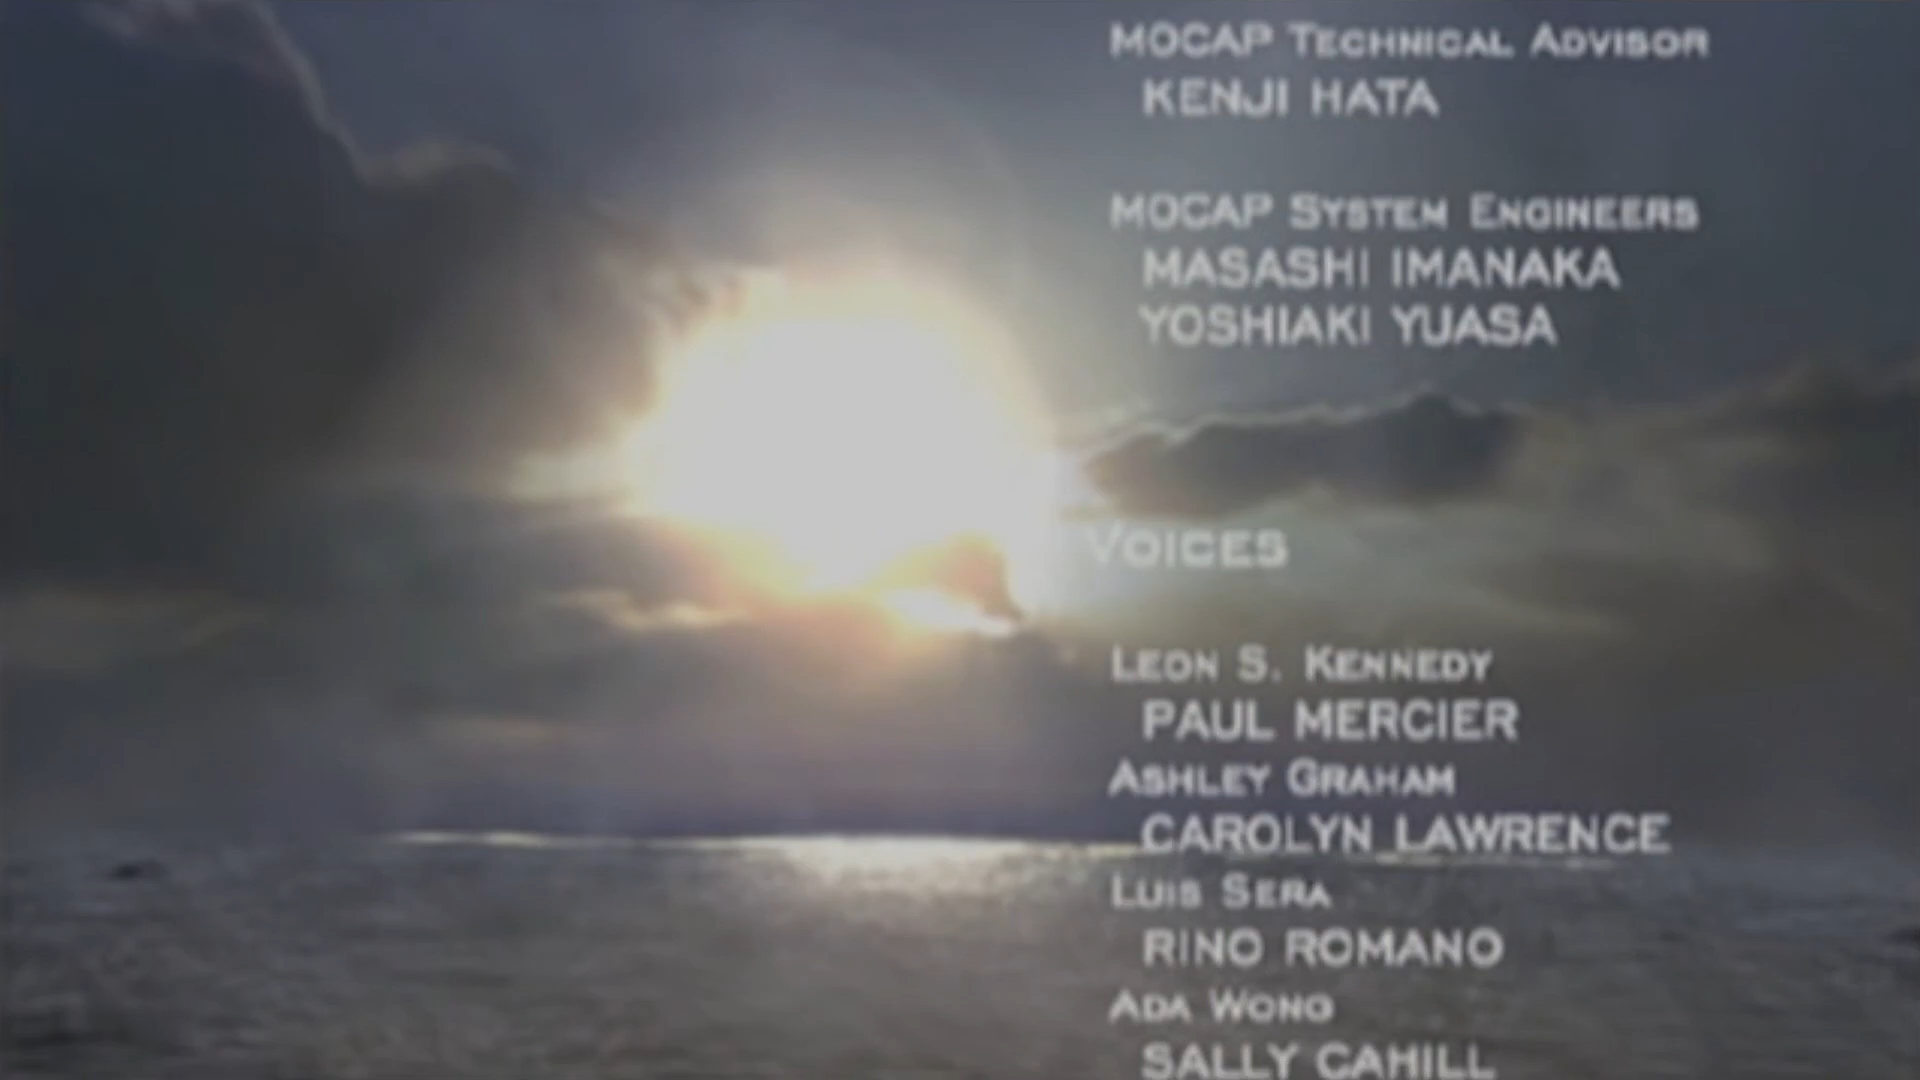 MOCAP TECHNICAL ADVISOR
KENJI HATA
MOCAP SYSTEM ENGINEERS
MASASHI IMANAKA
YOSHIAKI YUASA
VOICES
LEON S. KENNEDY
PAUL MERCIER
ASHLEY GRAHAM
CAROLYN LAWRENCE
LUIS SERA
RINO ROMANO
ADA WONG
SALLY CAHILL